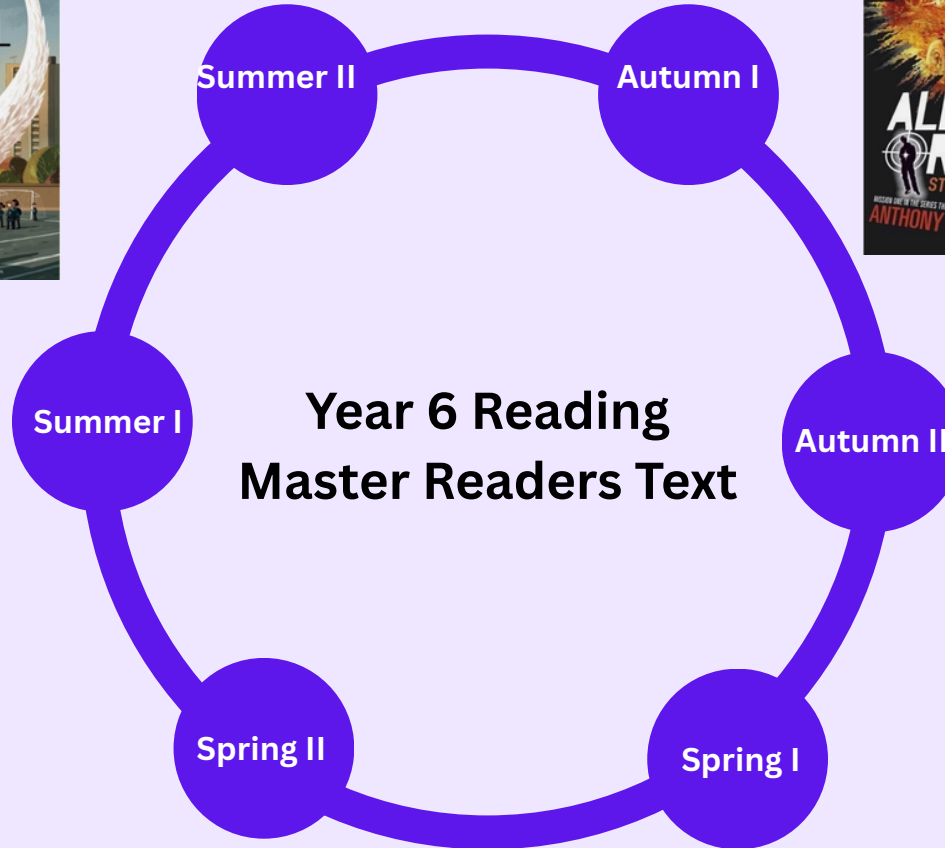 Summer II
Autumn I
ANTHONY
Summer I
Year 6 Reading
Master Readers Text
Autumn II
Spring II
Spring I